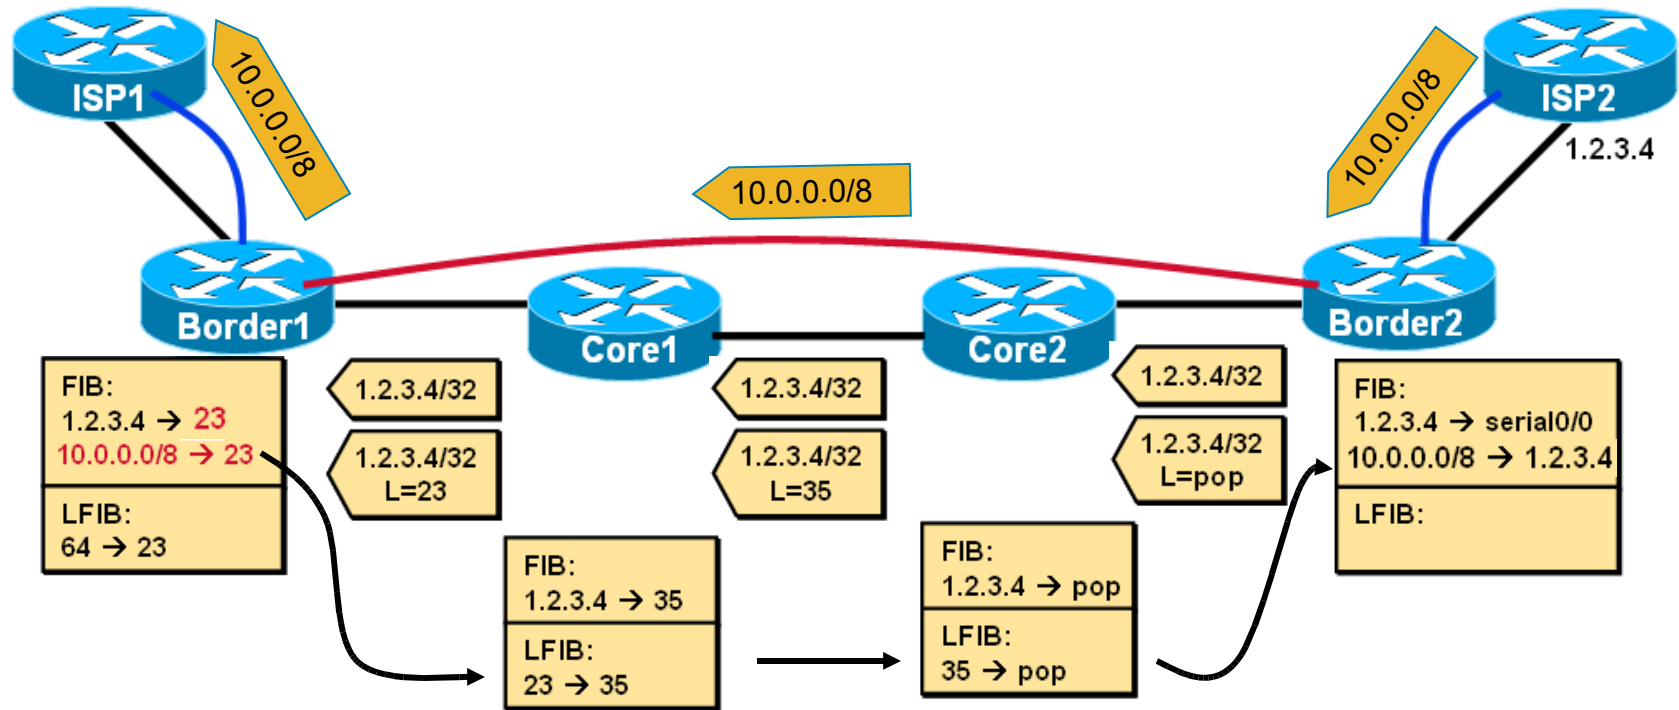 ISP1
10.0.0.0/8
10.0.0.0/8
10.0.0.0/8
ISP2
1.2.3.4
Border1
Core1
Core2
Border2
FIB:
1.2.3.4 → 23
10.0.0.0/8 → 23
LFIB:
64 → 23
1.2.3.4/32
1.2.3.4/32
L=23
FIB:
1.2.3.4 → 35
LFIB:
23 → 35
1.2.3.4/32
1.2.3.4/32
L=35
FIB:
1.2.3.4 → pop
LFIB:
35 → pop
1.2.3.4/32
1.2.3.4/32
L=pop
FIB:
1.2.3.4 → serial0/0
10.0.0.0/8 → 1.2.3.4
LFIB: